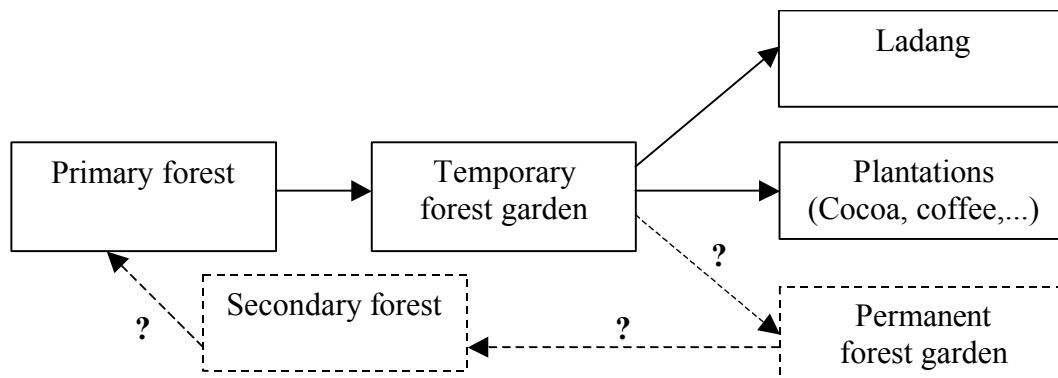 Ladang
Primary forest
Temporary
forest garden
Plantations
(Cocoa, coffee,...)
?
Secondary forest
?
?
Permanent
forest garden